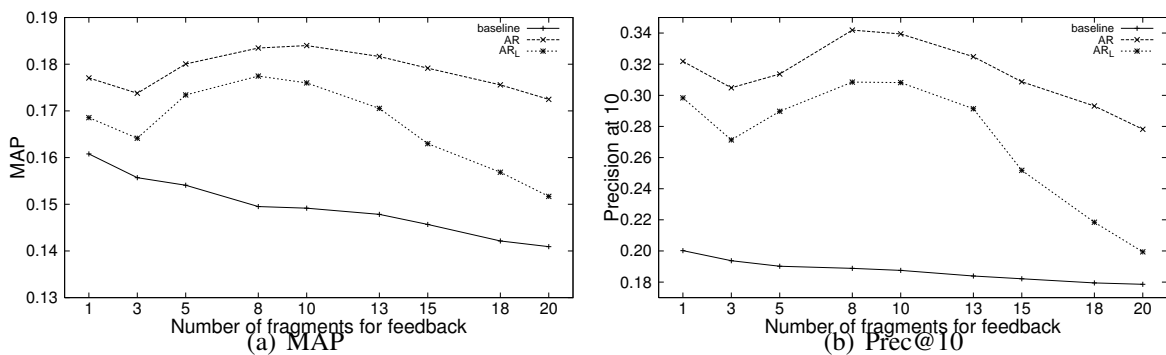 0.19
0.18
0.17
0.16
0.15
0.14
0.13
MAP
baseline
AR
AR_L
1 3 5 8 10 13 15 18 20
Number of fragments for feedback
(a) MAP
0.34
0.32
0.30
0.28
0.26
0.24
0.22
0.20
0.18
Precision at 10
baseline
AR
AR_L
1 3 5 8 10 13 15 18 20
Number of fragments for feedback
(b) Prec@10